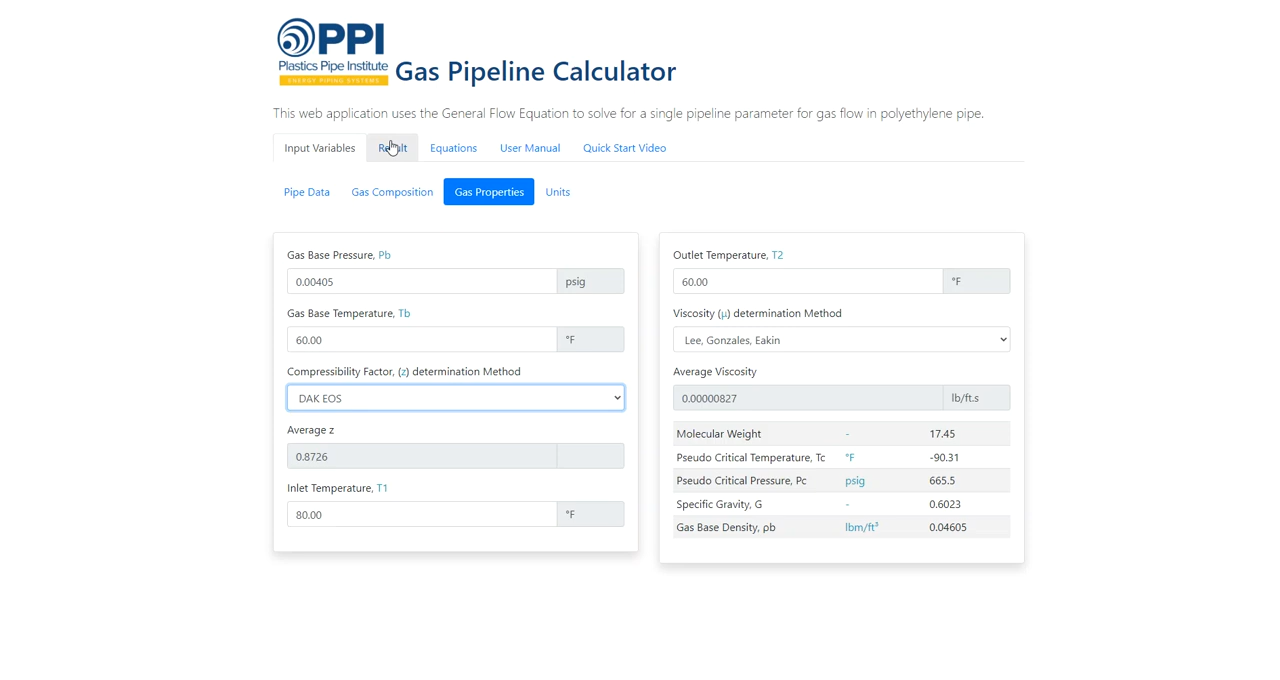 PPI
Plastics Pipe Institute
ENERGY PIPING SYSTEMS
Gas Pipeline Calculator
This web application uses the General Flow Equation to solve for a single pipeline parameter for gas flow in polyethylene pipe.
Input Variables Result Equations User Manual Quick Start Video
Pipe Data Gas Composition Gas Properties Units
Gas Base Pressure, Pb
0.00405 psig
Gas Base Temperature, Tb
60.00 °F
Compressibility Factor, (z) determination Method
DAK EOS
Average z
0.8726
Inlet Temperature, T1
80.00 °F
Outlet Temperature, T2
60.00 °F
Viscosity (μ) determination Method
Lee, Gonzales, Eakin
Average Viscosity
0.00000827 lb/ft.s
Molecular Weight - 17.45
Pseudo Critical Temperature, Tc °F -90.31
Pseudo Critical Pressure, Pc psig 665.5
Specific Gravity, G - 0.6023
Gas Base Density, ρb lbm/ft³ 0.04605